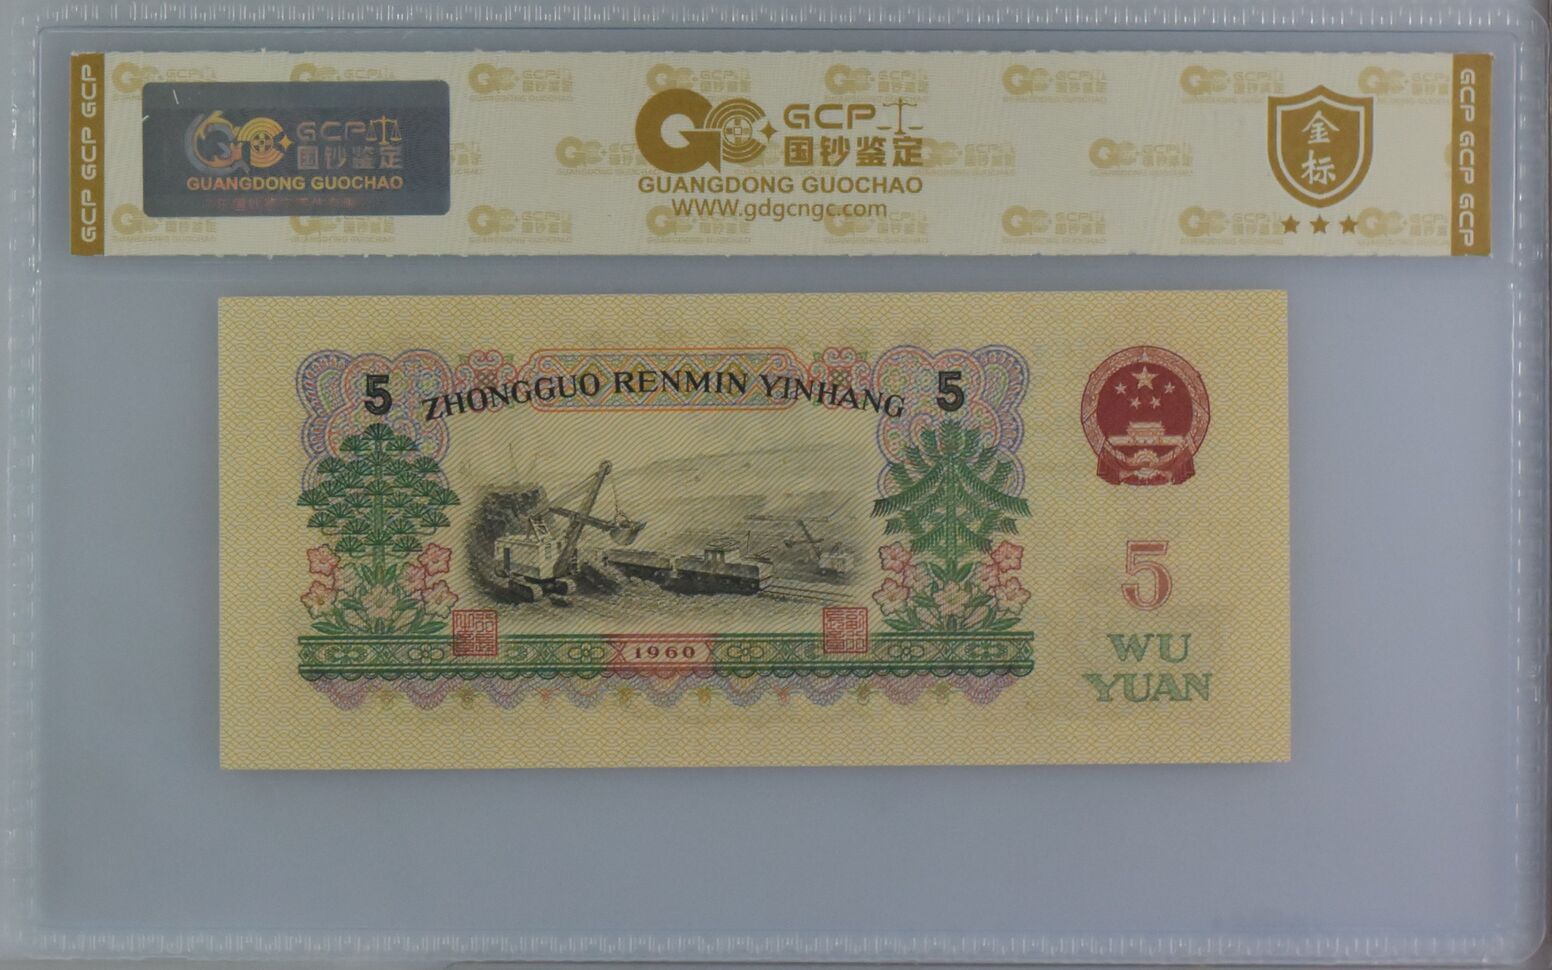 GCP GCP GCP
GCP
国钞鉴定
GUANGDONG GUOCHAO
GCP
国钞鉴定
GUANGDONG GUOCHAO
WWW.gdgcngc.com
金标
GCP GCP GCP
5
ZHONGGUO RENMIN YINHANG
5
5
WU
YUAN
1960